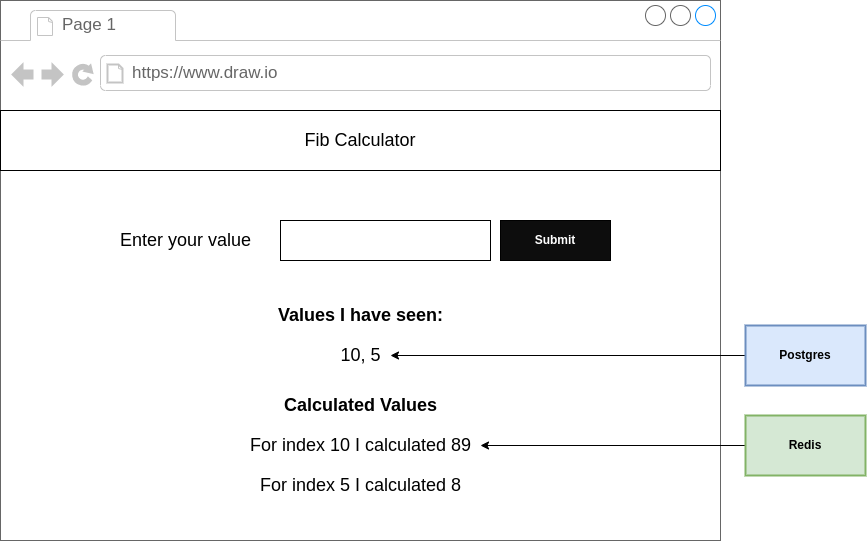 Page 1
https://www.draw.io
Fib Calculator
Enter your value
Submit
Values I have seen:
10, 5
Postgres
Calculated Values
For index 10 I calculated 89
Redis
For index 5 I calculated 8